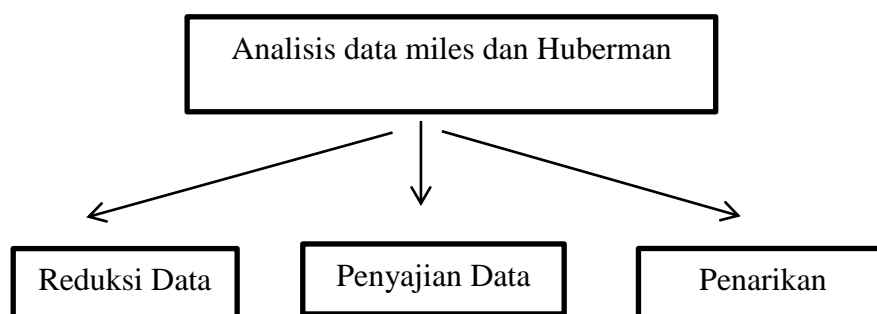 Analisis data miles dan Huberman
Reduksi Data
Penyajian Data
Penarikan